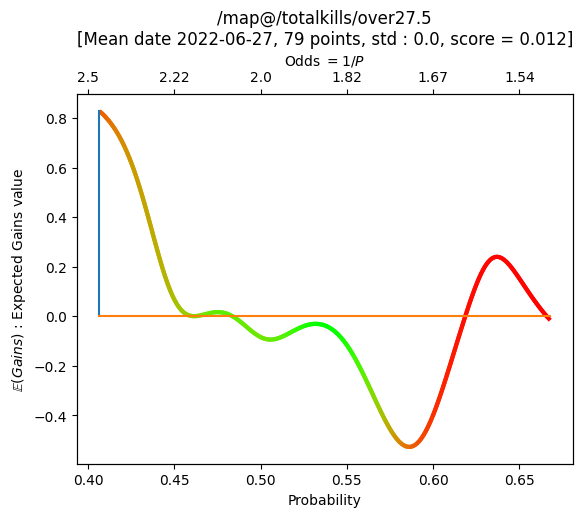 /map@/totalkills/over27.5
[Mean date 2022-06-27, 79 points, std : 0.0, score = 0.012]
Odds = 1/P
2.5 2.22 2.0 1.82 1.67 1.54
0.8
0.6
0.4
0.2
0.0
−0.2
−0.4
𝔼(Gains) : Expected Gains value
0.40 0.45 0.50 0.55 0.60 0.65
Probability